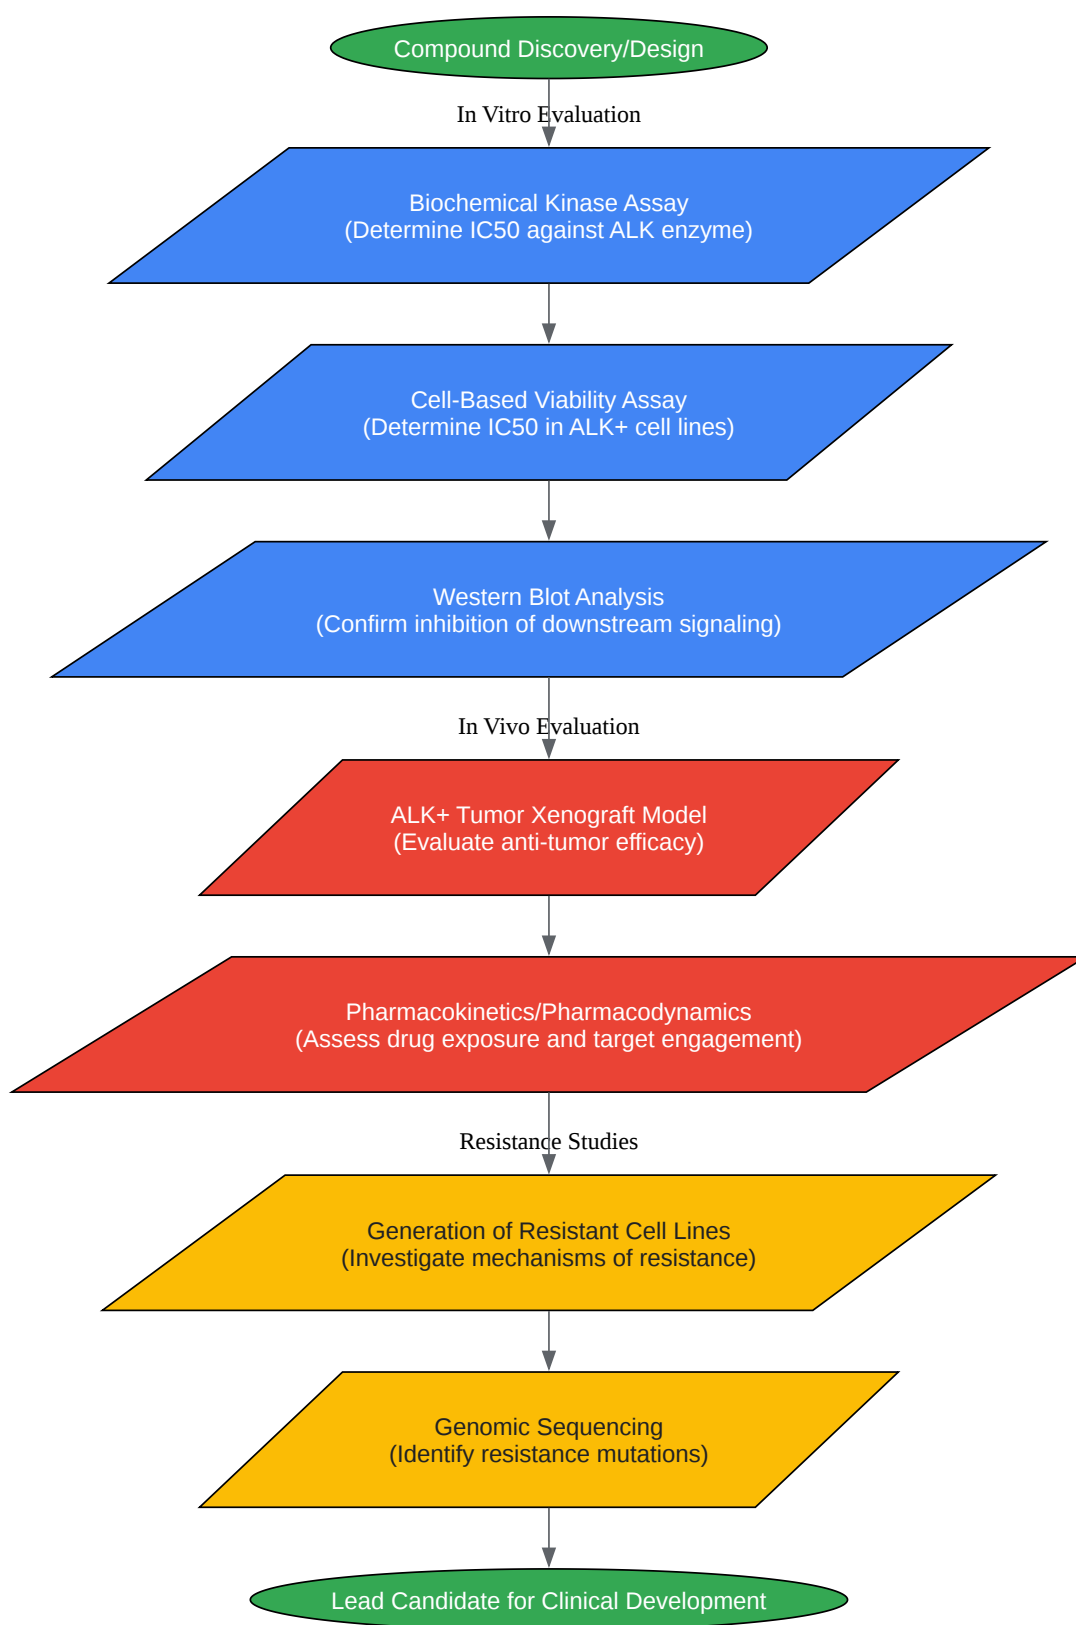 Compound Discovery/Design
In Vitro Evaluation
Biochemical Kinase Assay
(Determine IC50 against ALK enzyme)
Cell-Based Viability Assay
(Determine IC50 in ALK+ cell lines)
Western Blot Analysis
(Confirm inhibition of downstream signaling)
In Vivo Evaluation
ALK+ Tumor Xenograft Model
(Evaluate anti-tumor efficacy)
Pharmacokinetics/Pharmacodynamics
(Assess drug exposure and target engagement)
Resistance Studies
Generation of Resistant Cell Lines
(Investigate mechanisms of resistance)
Genomic Sequencing
(Identify resistance mutations)
Lead Candidate for Clinical Development